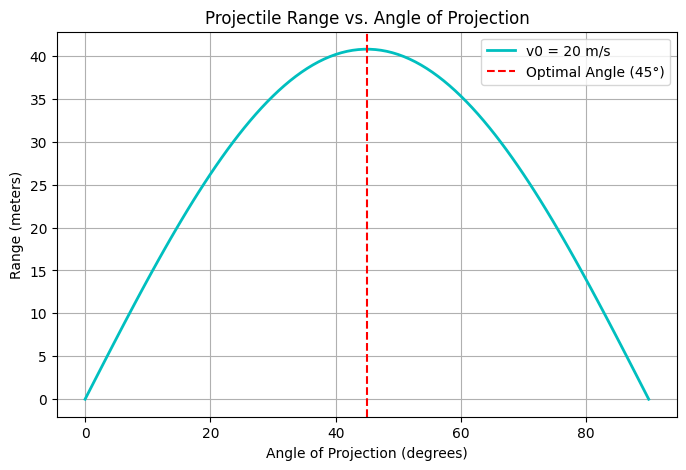 Projectile Range vs. Angle of Projection
v0 = 20 m/s
Optimal Angle (45°)
Range (meters)
40
35
30
25
20
15
10
5
0
0 20 40 60 80
Angle of Projection (degrees)